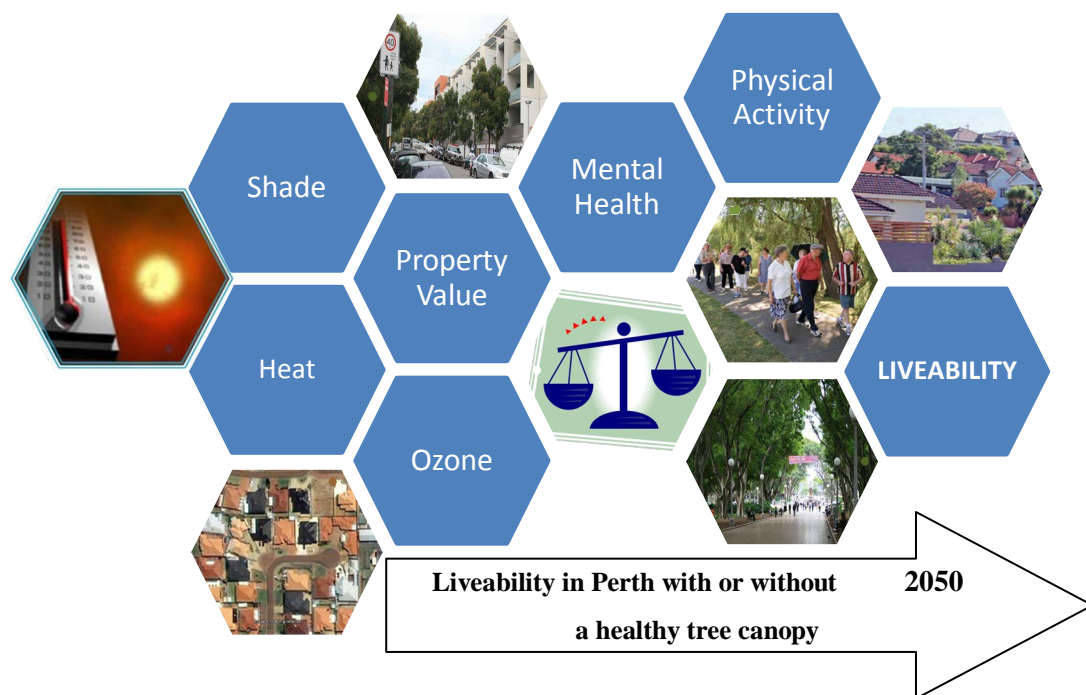 Physical
Activity
Shade
Mental
Health
Property
Value
Heat
LIVEABILITY
Ozone
40
Liveability in Perth with or without 2050
a healthy tree canopy